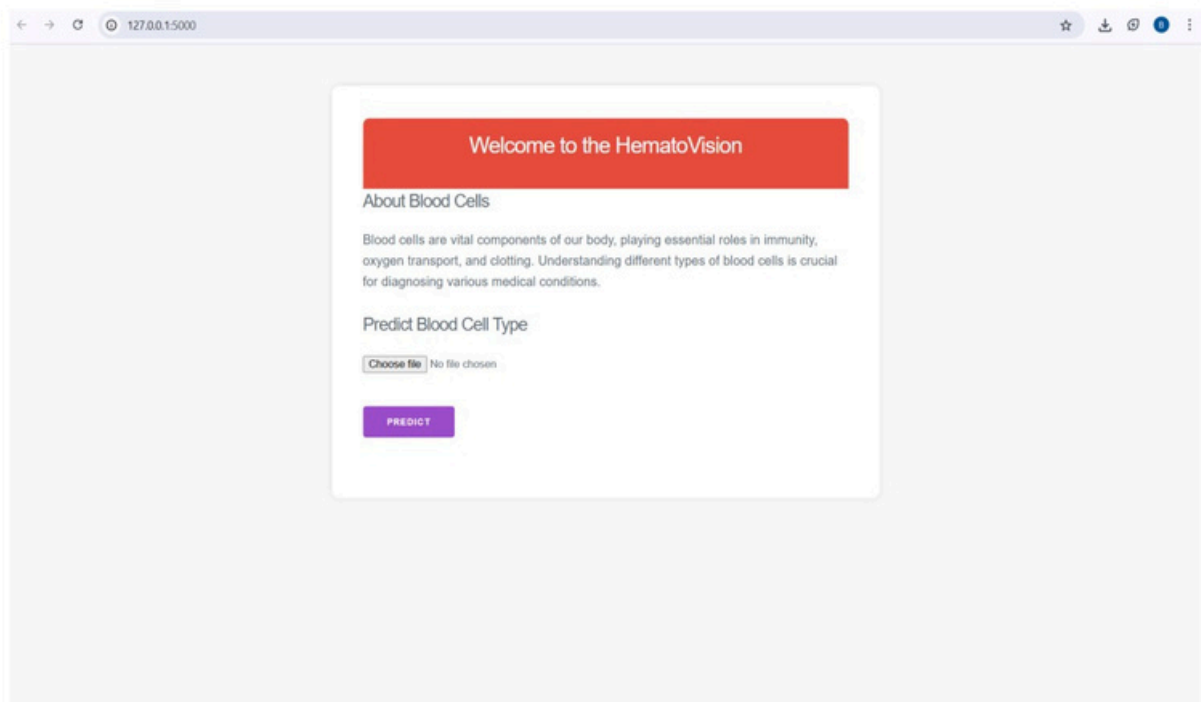 127.0.0.1:5000
B
Welcome to the HematoVision
About Blood Cells
Blood cells are vital components of our body, playing essential roles in immunity,
oxygen transport, and clotting. Understanding different types of blood cells is crucial
for diagnosing various medical conditions.
Predict Blood Cell Type
Choose file No file chosen
PREDICT